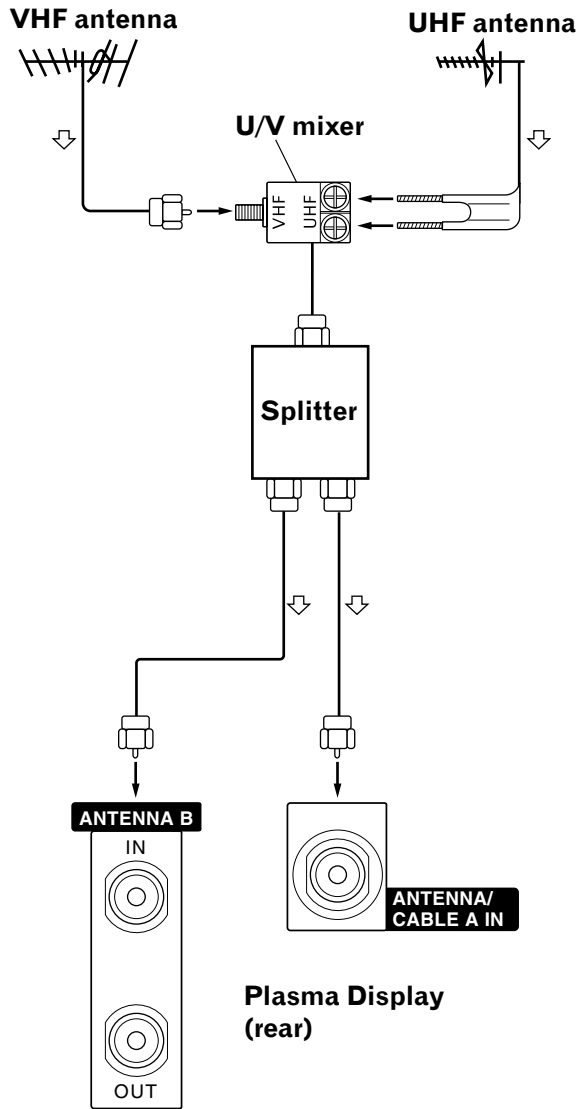 VHF antenna
UHF antenna
U/V mixer
VHF
UHF
Splitter
ANTENNA B
IN
ANTENNA/
CABLE A IN
Plasma Display
(rear)
OUT